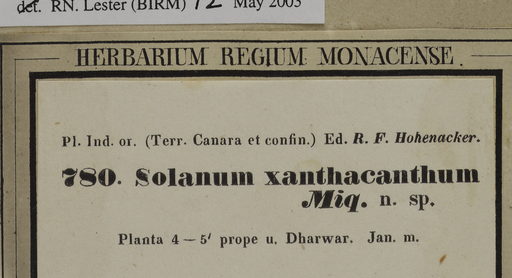 det. RN. Lester (BIRM) 12 May 2003
HERBARIUM REGIUM MONACENSE.
Pl. Ind. or. (Terr. Canara et confin.) Ed. R. F. Hohenacker.
780. Solanum xanthacanthum
Miq. n. sp.
Planta 4 — 5' prope u. Dharwar. Jan. m.